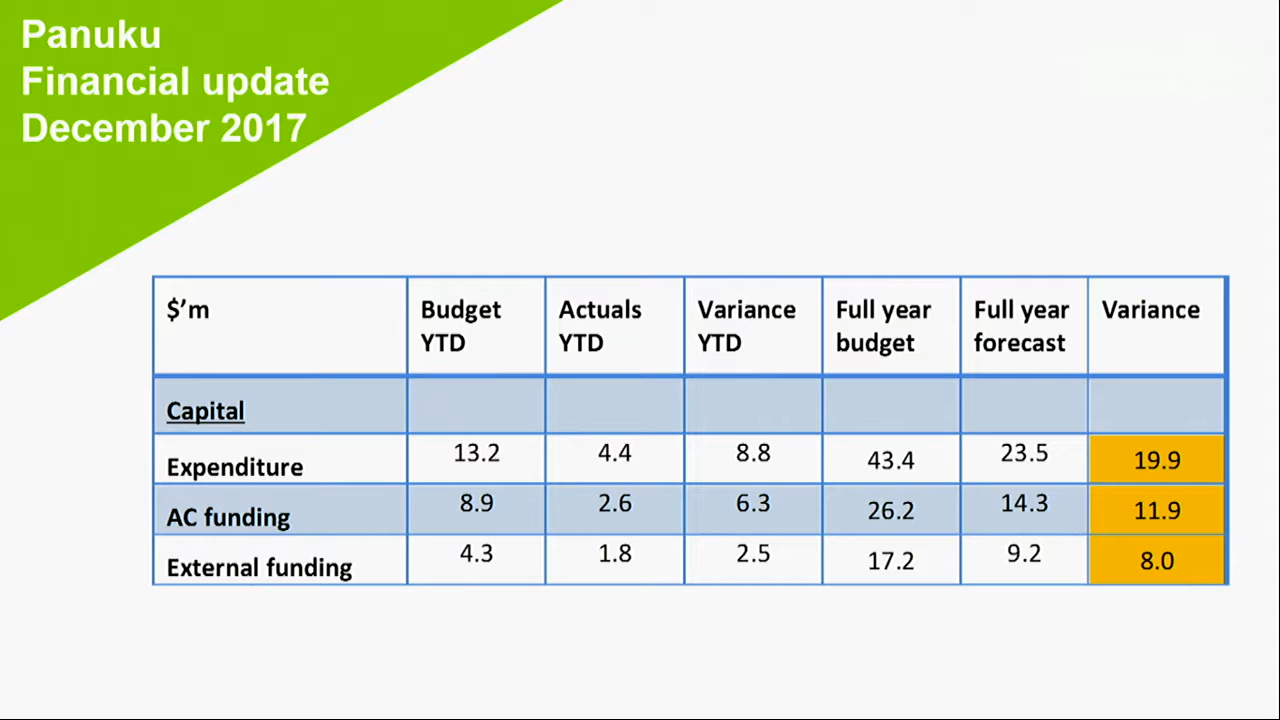 Panuku
Financial update
December 2017
$'m Budget YTD Actuals YTD Variance YTD Full year budget Full year forecast Variance
Capital
Expenditure 13.2 4.4 8.8 43.4 23.5 19.9
AC funding 8.9 2.6 6.3 26.2 14.3 11.9
External funding 4.3 1.8 2.5 17.2 9.2 8.0